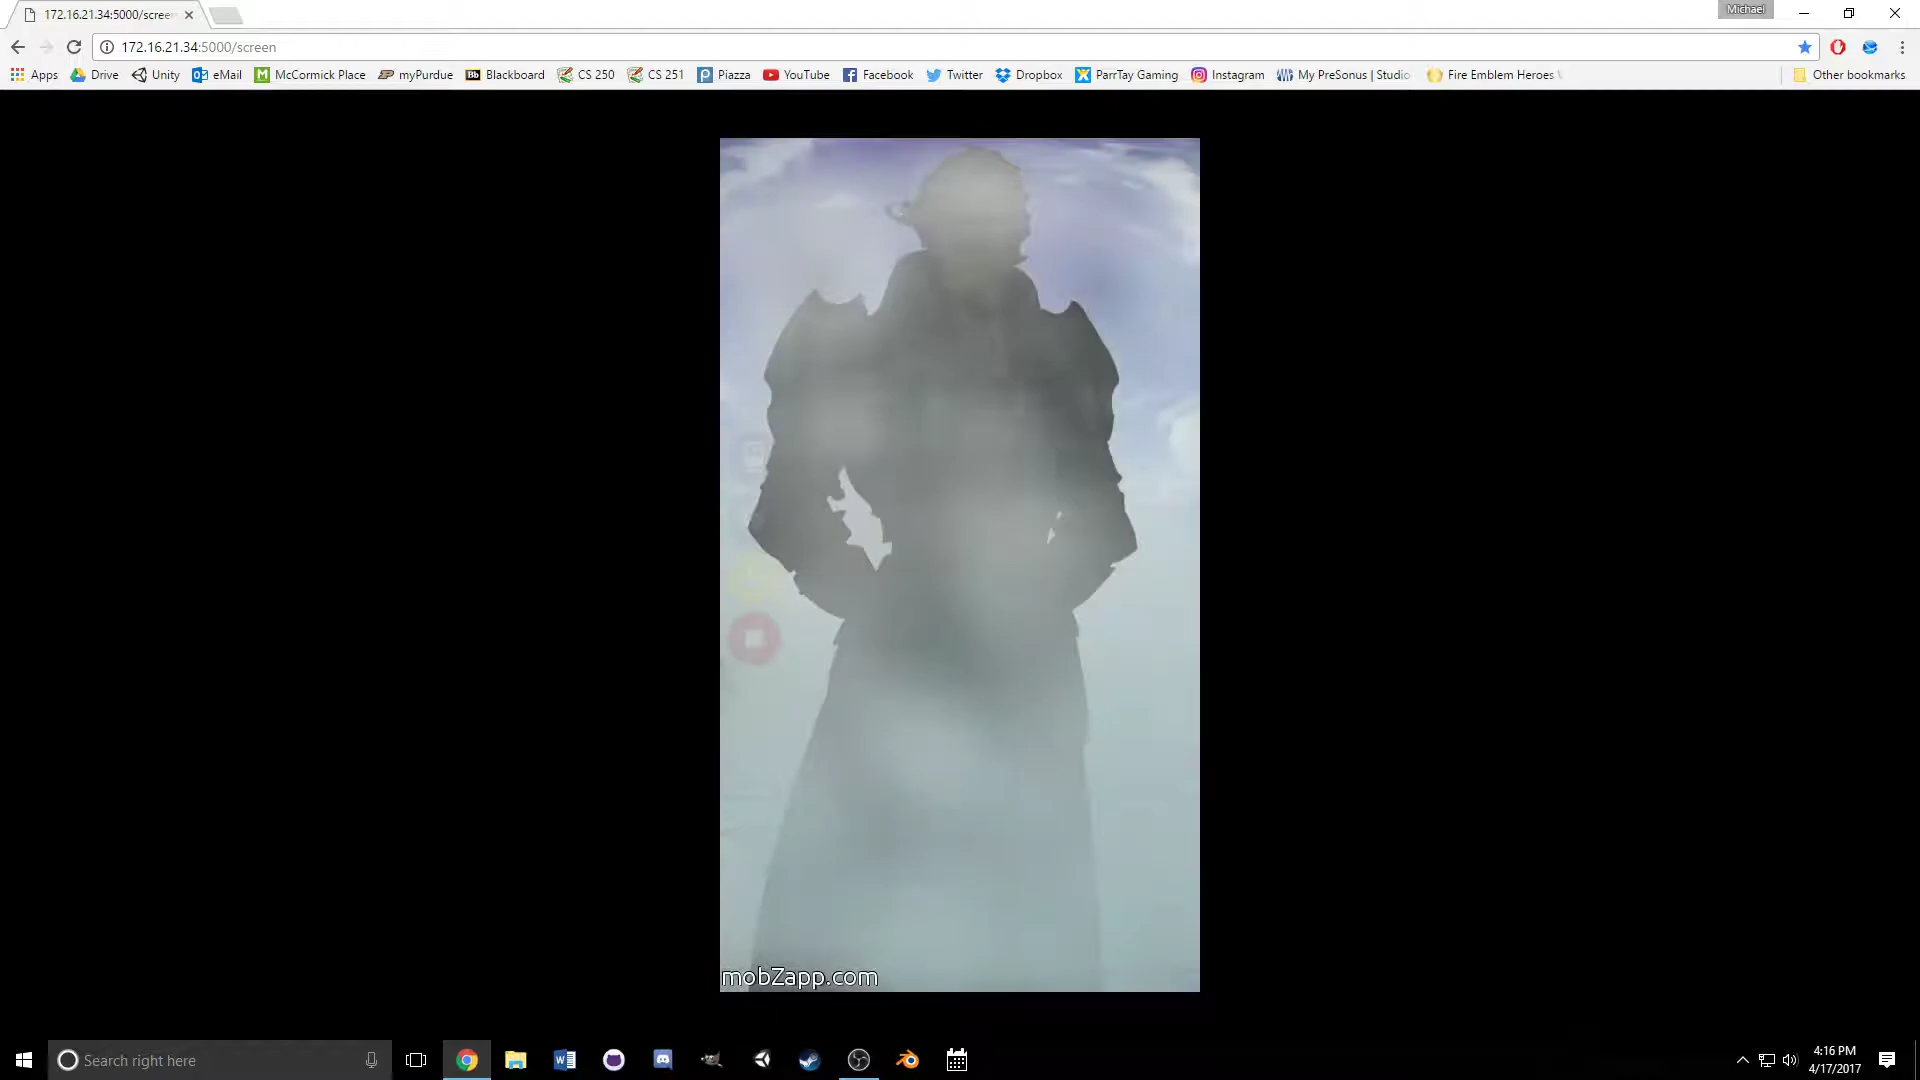 172.16.21.34:5000/scree
Michael
172.16.21.34:5000/screen
Apps
Drive
Unity
eMail
McCormick Place
myPurdue
Bb
Blackboard
CS 250
CS 251
Piazza
YouTube
Facebook
Twitter
Dropbox
ParrTay Gaming
Instagram
My PreSonus | Studio
Fire Emblem Heroes
Other bookmarks
mobZapp.com
Search right here
4:16 PM
4/17/2017